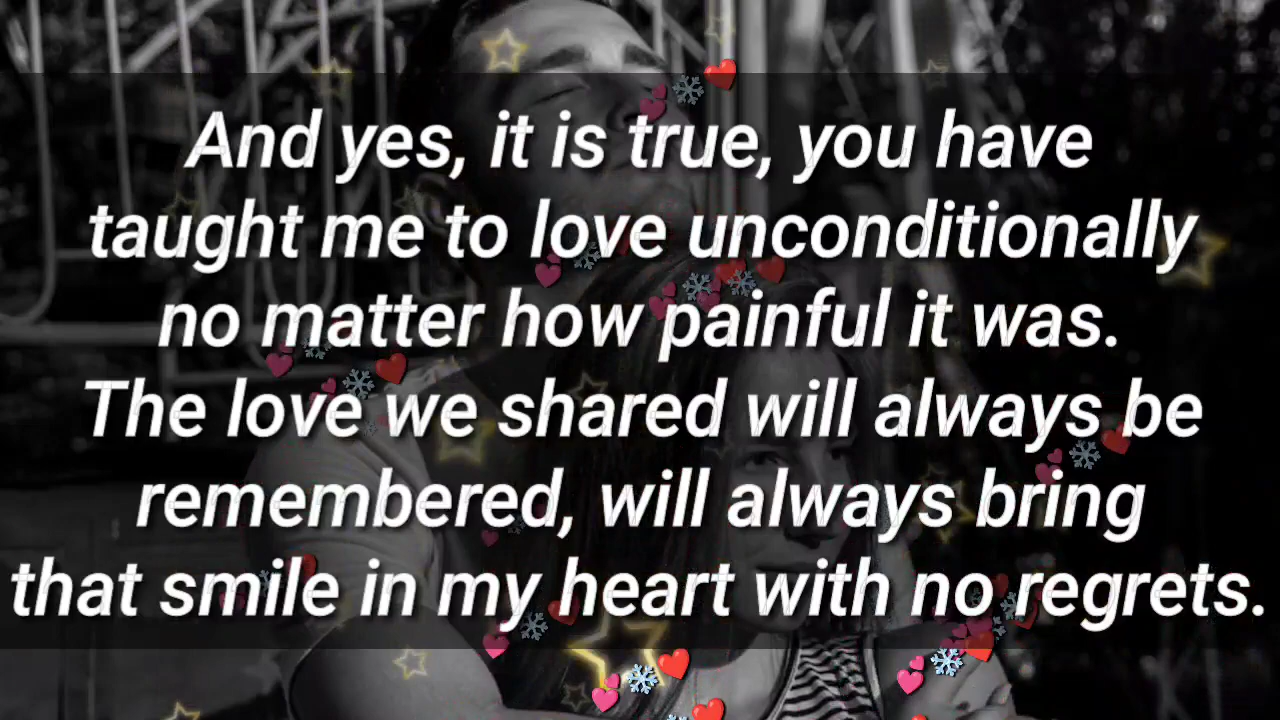 And yes, it is true, you have
taught me to love unconditionally
no matter how painful it was.
The love we shared will always be
remembered, will always bring
that smile in my heart with no regrets.